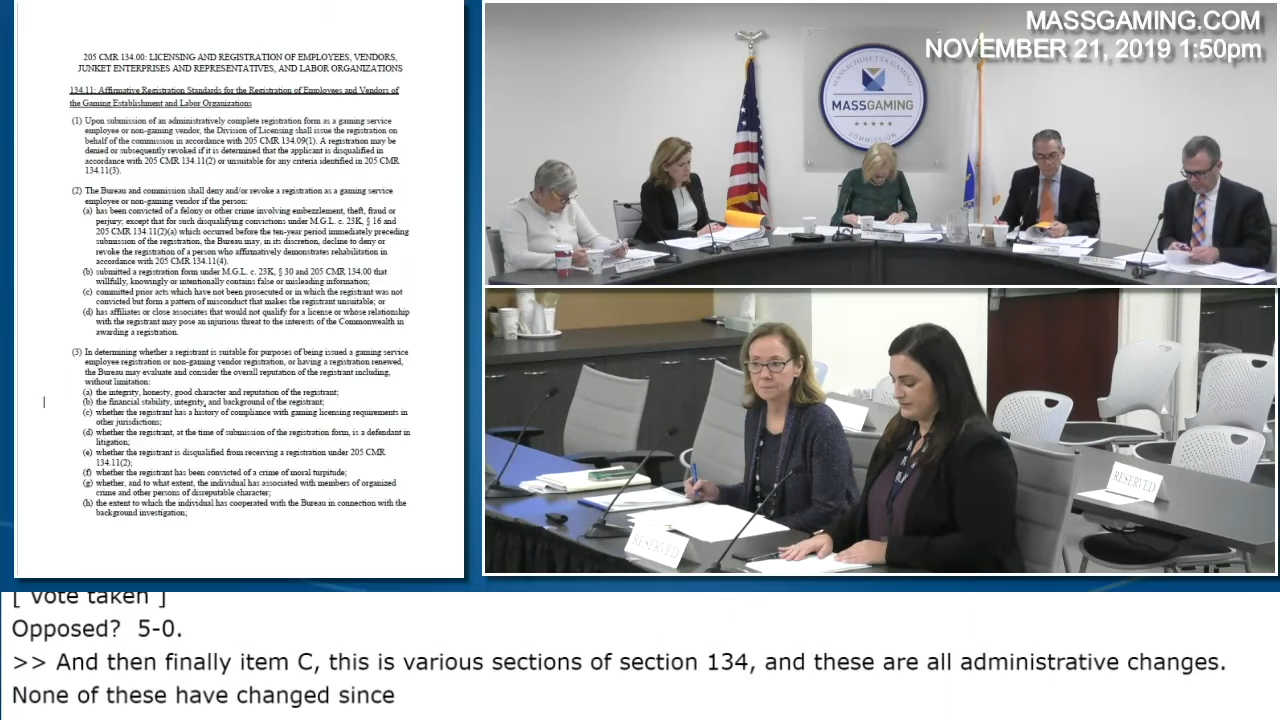 205 CMR 134.00: LICENSING AND REGISTRATION OF EMPLOYEES, VENDORS,
JUNKET ENTERPRISES AND REPRESENTATIVES, AND LABOR ORGANIZATIONS
134.11: Affirmative Registration Standards for the Registration of Employees and Vendors of
the Gaming Establishment and Labor Organizations
(1) Upon submission of an administratively complete registration form as a gaming service
employee or non-gaming vendor, the Division of Licensing shall issue the registration on
behalf of the commission in accordance with 205 CMR 134.09(1). A registration may be
denied or subsequently revoked if it is determined that the applicant is disqualified in
accordance with 205 CMR 134.11(2) or unsuitable for any criteria identified in 205 CMR
134.11(3).
(2) The Bureau and commission shall deny and/or revoke a registration as a gaming service
employee or non-gaming vendor if the person:
(a) has been convicted of a felony or other crime involving embezzlement, theft, fraud or
perjury; except that for such disqualifying convictions under M.G.L. c. 23K, § 16 and
205 CMR 134.11(2)(a) which occurred before the ten-year period immediately preceding
submission of the registration, the Bureau may, in its discretion, decline to deny or
revoke the registration of a person who affirmatively demonstrates rehabilitation in
accordance with 205 CMR 134.11(4).
(b) submitted a registration form under M.G.L. c. 23K, § 30 and 205 CMR 134.00 that
willfully, knowingly or intentionally contains false or misleading information;
(c) committed prior acts which have not been prosecuted or in which the registrant was not
convicted but form a pattern of misconduct that makes the registrant unsuitable; or
(d) has affiliates or close associates that would not qualify for a license or whose relationship
with the registrant may pose an injurious threat to the interests of the Commonwealth in
awarding a registration.
(3) In determining whether a registrant is suitable for purposes of being issued a gaming service
employee registration or non-gaming vendor registration, or having a registration renewed,
the Bureau may evaluate and consider the overall reputation of the registrant including,
without limitation:
(a) the integrity, honesty, good character and reputation of the registrant;
(b) the financial stability, integrity, and background of the registrant;
(c) whether the registrant has a history of compliance with gaming licensing requirements in
other jurisdictions;
(d) whether the registrant, at the time of submission of the registration form, is a defendant in
litigation;
(e) whether the registrant is disqualified from receiving a registration under 205 CMR
134.11(2);
(f) whether the registrant has been convicted of a crime of moral turpitude;
(g) whether, and to what extent, the individual has associated with members of organized
crime and other persons of disreputable character;
(h) the extent to which the individual has cooperated with the Bureau in connection with the
background investigation;
MASSGAMING.COM
NOVEMBER 21, 2019 1:50pm
MASSACHUSETTS GAMING
MASSGAMING
COMMISSION
RESERVED
RESERVED
[ Vote taken ]
Opposed? 5-0.
>> And then finally item C, this is various sections of section 134, and these are all administrative changes.
None of these have changed since